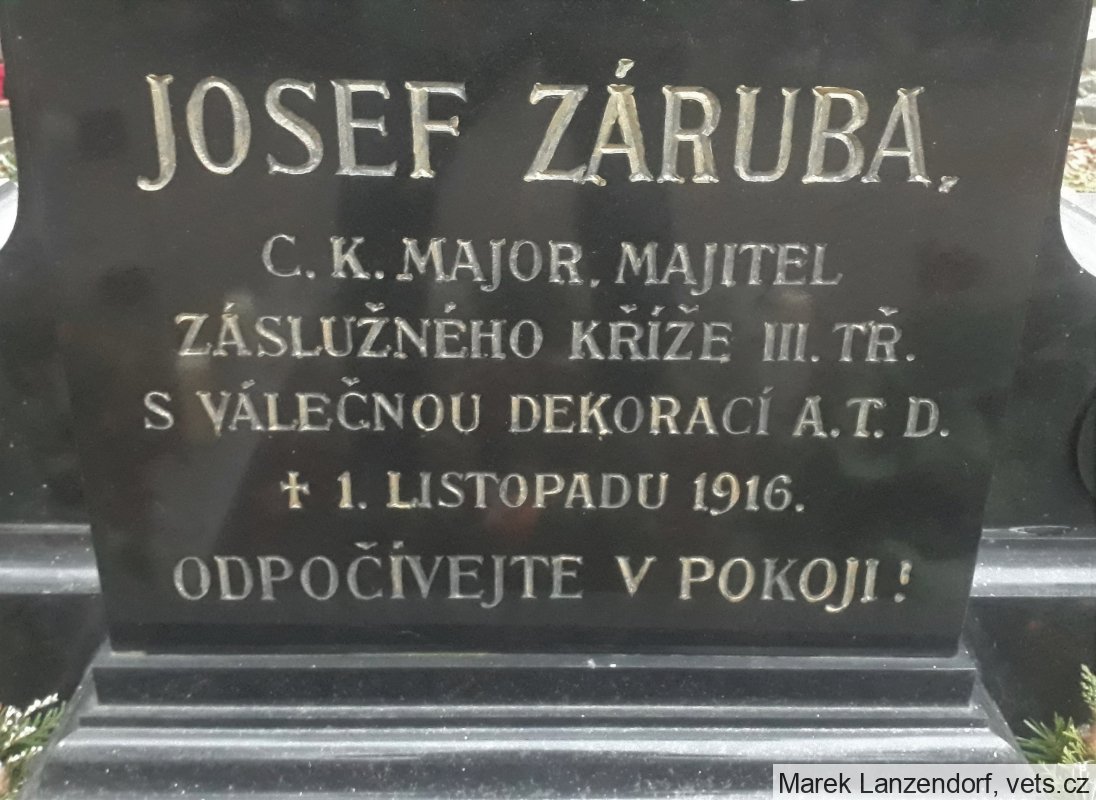 JOSEF ZÁRUBA,
C. K. MAJOR, MAJITEL
ZÁSLUŽNÉHO KŘÍŽE III. TŘ.
S VÁLEČNOU DEKORACÍ A. T. D.
✝ 1. LISTOPADU 1916.
ODPOČÍVEJTE V POKOJI!
Marek Lanzendorf, vets.cz